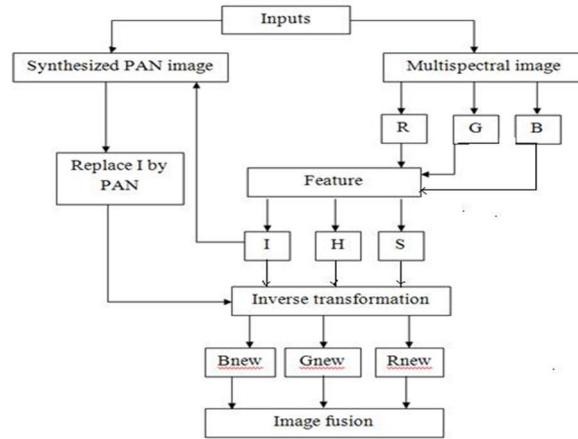 Inputs
Synthesized PAN image
Multispectral image
R
G
B
Replace I by
PAN
Feature
I
H
S
Inverse transformation
Bnew
Gnew
Rnew
Image fusion